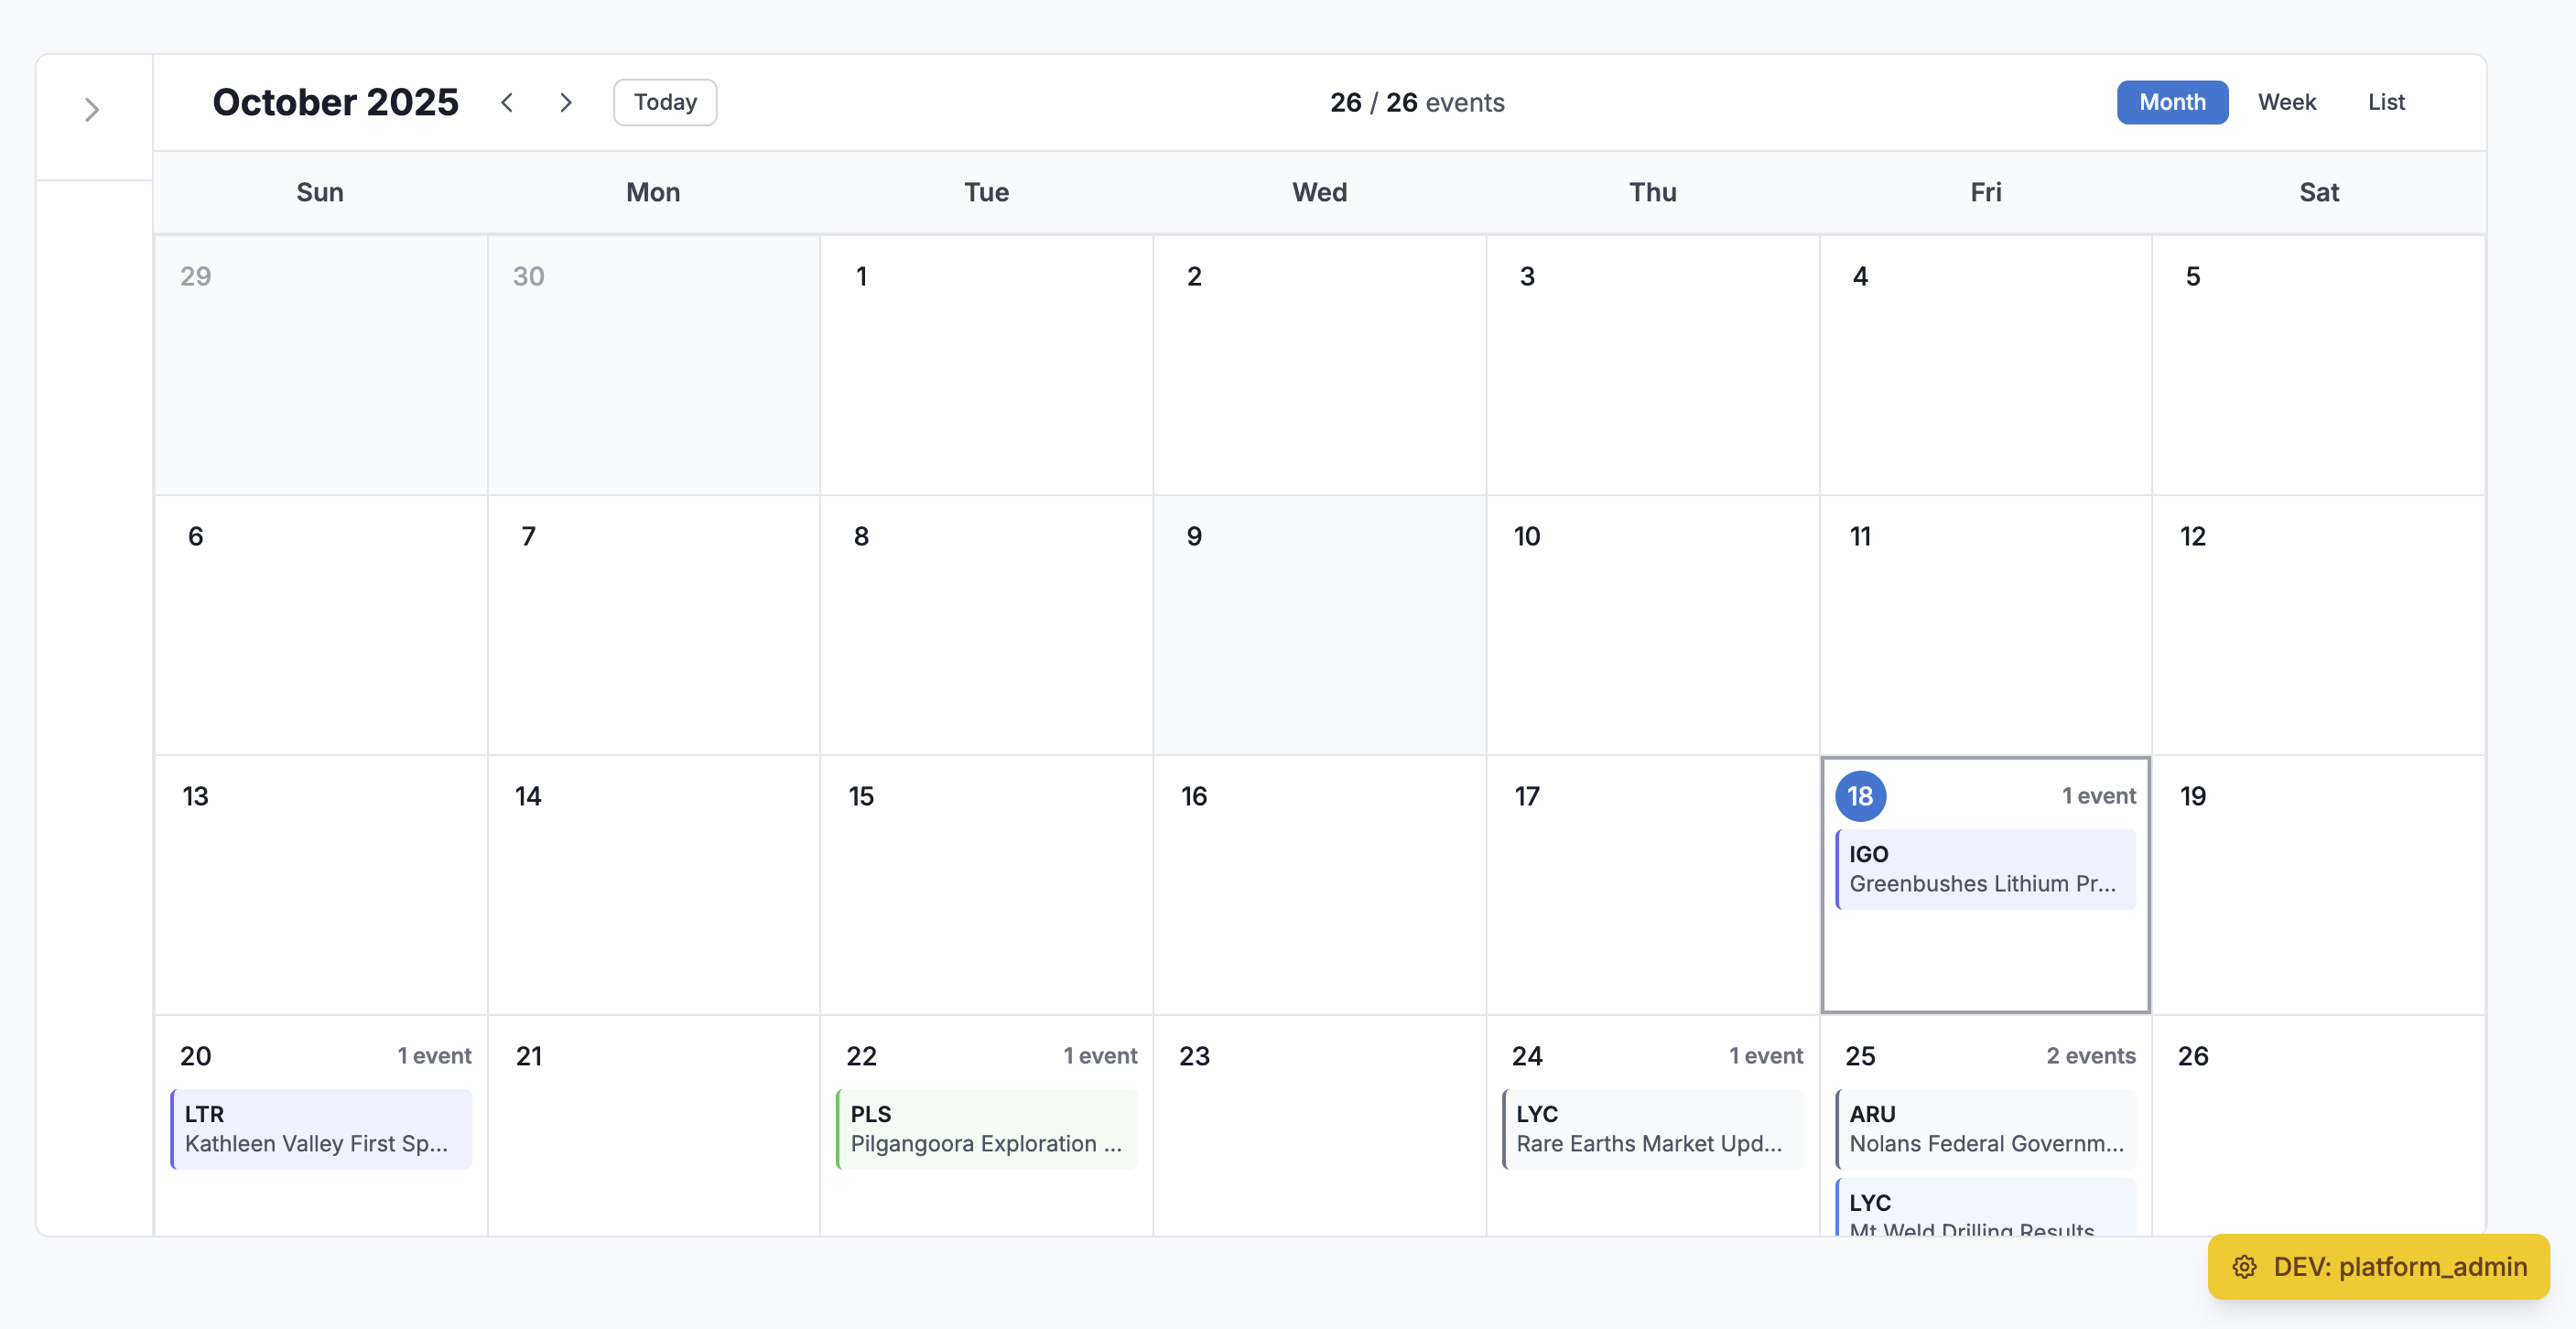 October 2025
Today
26 / 26 events
Month Week List
Sun Mon Tue Wed Thu Fri Sat
29 30 1 2 3 4 5
6 7 8 9 10 11 12
13 14 15 16 17 18 1 event 19
IGO
Greenbushes Lithium Pr...
20 1 event 21 22 1 event 23 24 1 event 25 2 events 26
LTR
Kathleen Valley First Sp...
PLS
Pilgangoora Exploration ...
LYC
Rare Earths Market Upd...
ARU
Nolans Federal Governm...
LYC
Mt Weld Drilling Results
DEV: platform_admin